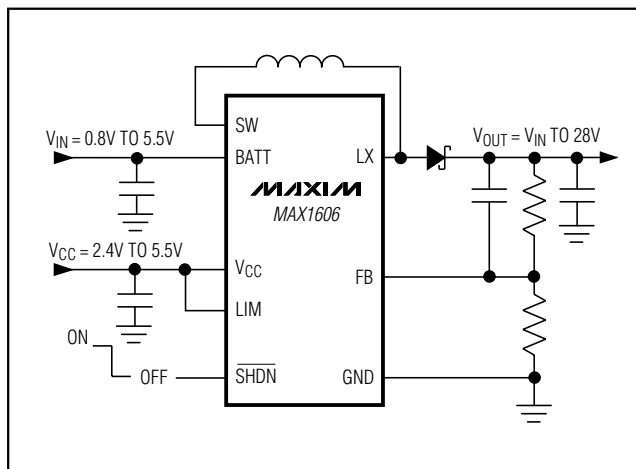 SW
V_IN = 0.8V TO 5.5V
BATT
LX
V_OUT = V_IN TO 28V
MAXIM
MAX1606
V_CC = 2.4V TO 5.5V
V_CC
FB
LIM
ON
OFF
SHDN
GND